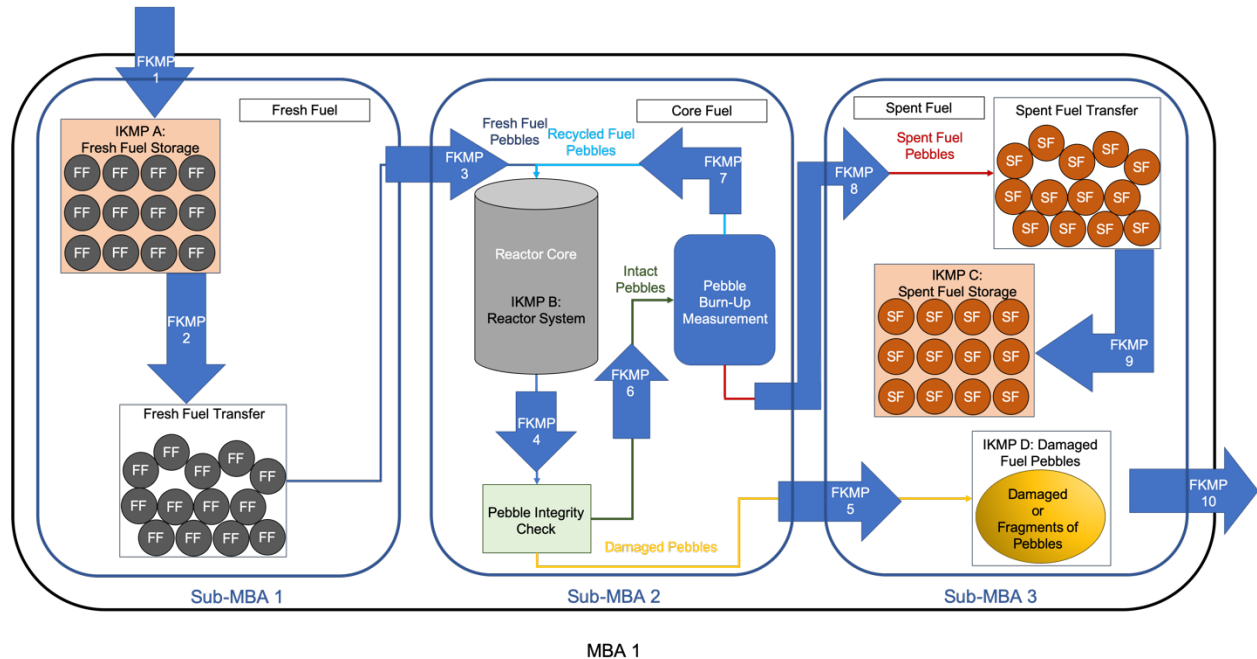 FKMP
1
Fresh Fuel
IKMP A:
Fresh Fuel Storage
FF FF FF FF
FF FF FF FF
FF FF FF FF
FKMP
2
Fresh Fuel Transfer
FF FF
FF FF FF
FF FF FF FF
FF FF FF FF
Sub-MBA 1
FKMP
3
Fresh Fuel
Pebbles
Recycled Fuel
Pebbles
Core Fuel
FKMP
7
Reactor Core
IKMP B:
Reactor System
Intact
Pebbles
Pebble
Burn-Up
Measurement
FKMP
6
FKMP
4
Pebble Integrity
Check
Damaged Pebbles
Sub-MBA 2
FKMP
8
Spent Fuel
Spent Fuel
Pebbles
Spent Fuel Transfer
SF SF
SF SF SF
SF SF SF SF
SF SF SF SF
IKMP C:
Spent Fuel Storage
SF SF SF SF
SF SF SF SF
SF SF SF SF
FKMP
9
FKMP
5
IKMP D: Damaged
Fuel Pebbles
Damaged
or
Fragments of
Pebbles
FKMP
10
Sub-MBA 3
MBA 1